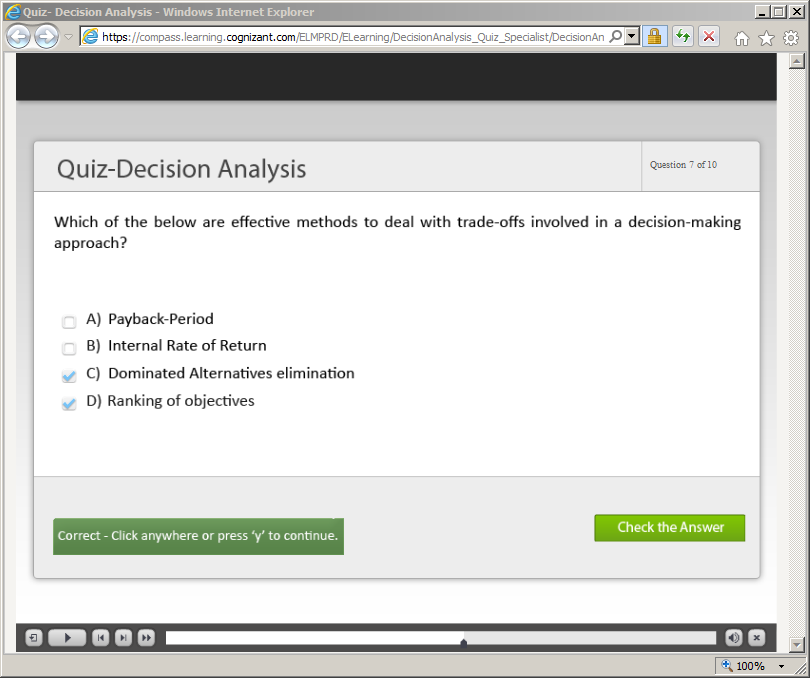 Quiz- Decision Analysis - Windows Internet Explorer
https://compass.learning.cognizant.com/ELMPRD/ELearning/DecisionAnalysis_Quiz_Specialist/DecisionAn
Quiz-Decision Analysis
Question 7 of 10
Which of the below are effective methods to deal with trade-offs involved in a decision-making
approach?
A) Payback-Period
B) Internal Rate of Return
C) Dominated Alternatives elimination
D) Ranking of objectives
Correct - Click anywhere or press ‘y’ to continue.
Check the Answer
100%